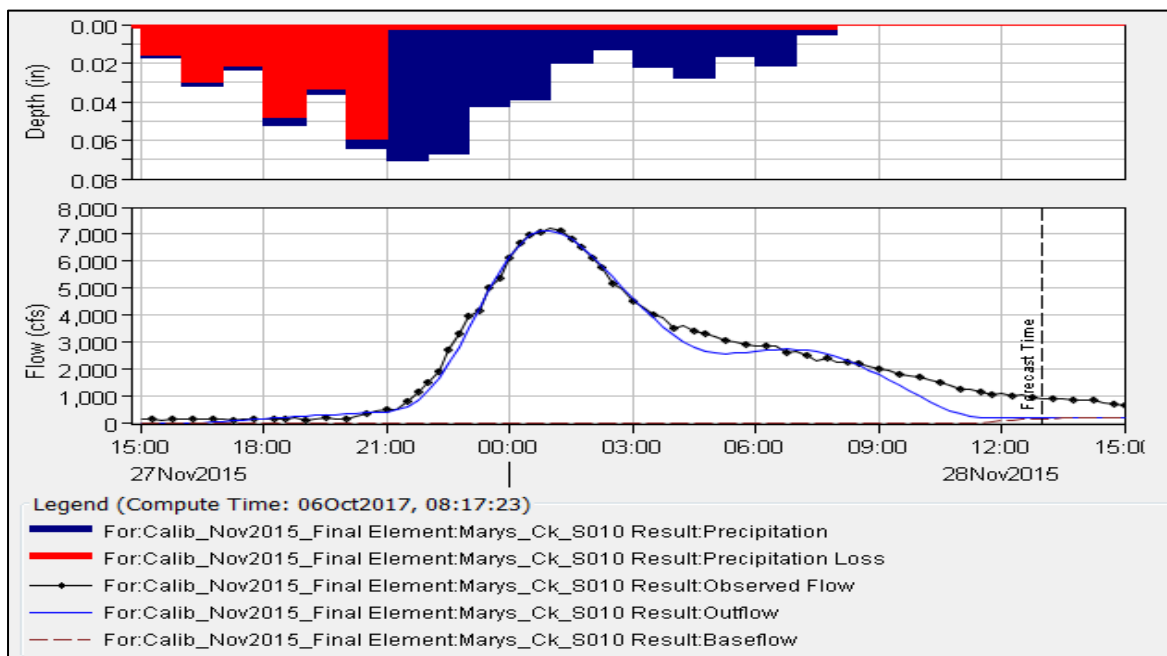 0.00
0.02
0.04
0.06
0.08
Depth (in)
8,000
7,000
6,000
5,000
4,000
3,000
2,000
1,000
0
Flow (cfs)
Forecast Time
15:00 18:00 21:00 00:00 03:00 06:00 09:00 12:00 15:00
27Nov2015 28Nov2015
Legend (Compute Time: 06Oct2017, 08:17:23)
For:Calib_Nov2015_Final Element:Marys_Ck_S010 Result:Precipitation
For:Calib_Nov2015_Final Element:Marys_Ck_S010 Result:Precipitation Loss
For:Calib_Nov2015_Final Element:Marys_Ck_S010 Result:Observed Flow
For:Calib_Nov2015_Final Element:Marys_Ck_S010 Result:Outflow
For:Calib_Nov2015_Final Element:Marys_Ck_S010 Result:Baseflow